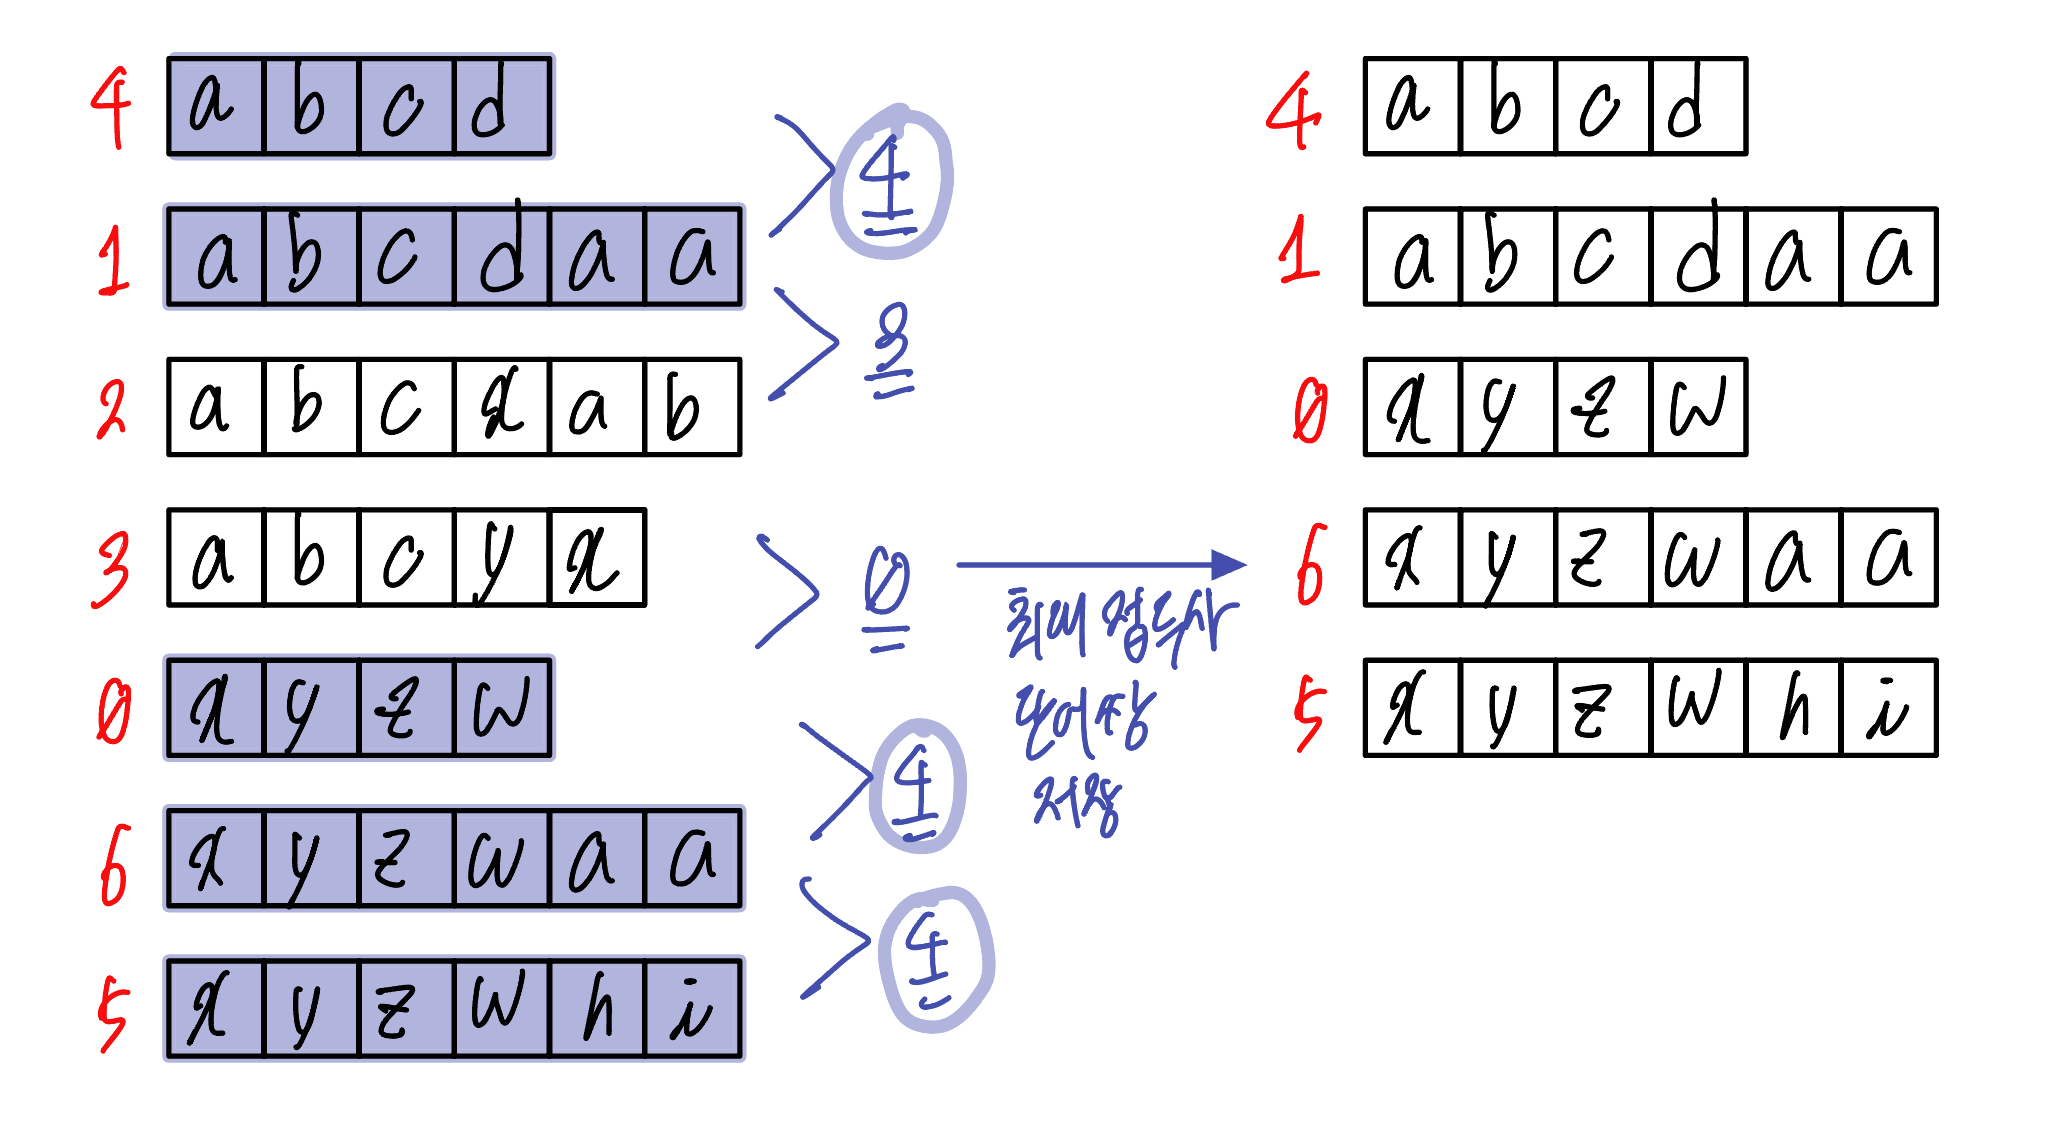 4 a b c d
1 a b c d a a
2 a b c x a b
3 a b c y x
0 x y z w
6 x y z w a a
5 x y z w h i
4
3
0
4
4
최대 접두사
단어쌍
저장
4 a b c d
1 a b c d a a
0 x y z w
6 x y z w a a
5 x y z w h i